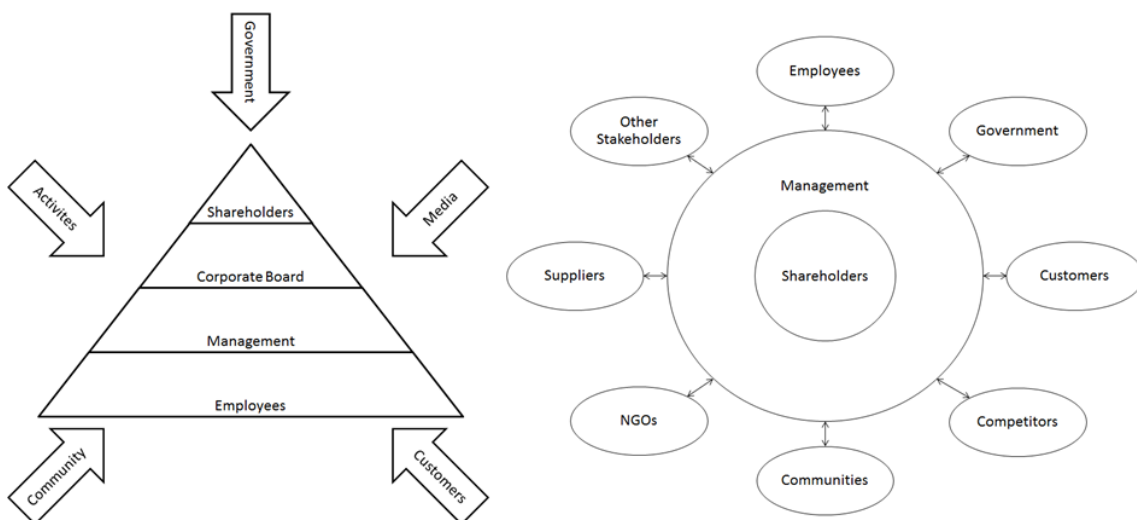 Government
Activites
Media
Shareholders
Corporate Board
Management
Employees
Community
Customers
Employees
Other
Stakeholders
Government
Management
Suppliers
Shareholders
Customers
NGOs
Competitors
Communities